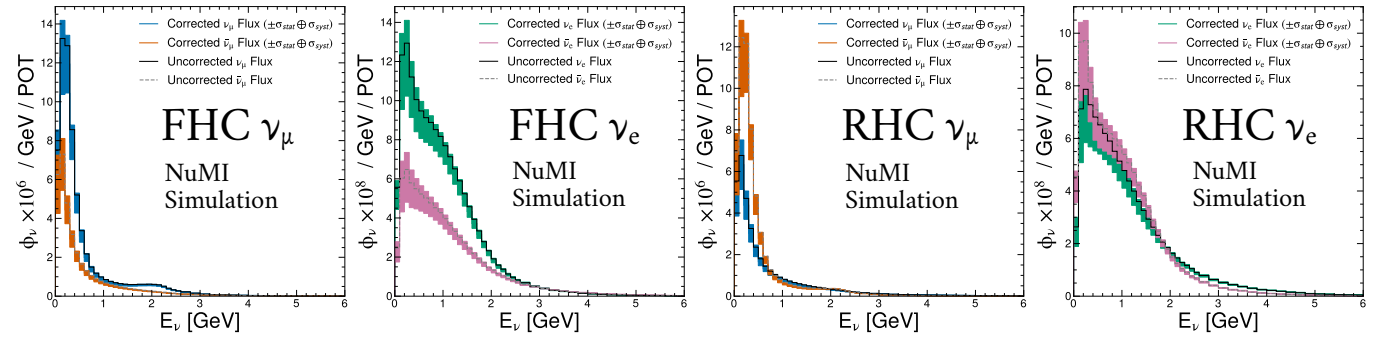 Corrected νμ Flux (±σstat⊕σsyst)
Corrected ν̄μ Flux (±σstat⊕σsyst)
Uncorrected νμ Flux
Uncorrected ν̄μ Flux
FHC νμ
NuMI
Simulation
ϕν ×10⁶ / GeV / POT
14
12
10
8
6
4
2
0
0 1 2 3 4 5 6
Eν [GeV]
Corrected νe Flux (±σstat⊕σsyst)
Corrected ν̄e Flux (±σstat⊕σsyst)
Uncorrected νe Flux
Uncorrected ν̄e Flux
FHC νe
NuMI
Simulation
ϕν ×10⁸ / GeV / POT
14
12
10
8
6
4
2
0
0 1 2 3 4 5 6
Eν [GeV]
Corrected νμ Flux (±σstat⊕σsyst)
Corrected ν̄μ Flux (±σstat⊕σsyst)
Uncorrected νμ Flux
Uncorrected ν̄μ Flux
RHC νμ
NuMI
Simulation
ϕν ×10⁶ / GeV / POT
12
10
8
6
4
2
0
0 1 2 3 4 5 6
Eν [GeV]
Corrected νe Flux (±σstat⊕σsyst)
Corrected ν̄e Flux (±σstat⊕σsyst)
Uncorrected νe Flux
Uncorrected ν̄e Flux
RHC νe
NuMI
Simulation
ϕν ×10⁸ / GeV / POT
10
8
6
4
2
0
0 1 2 3 4 5 6
Eν [GeV]